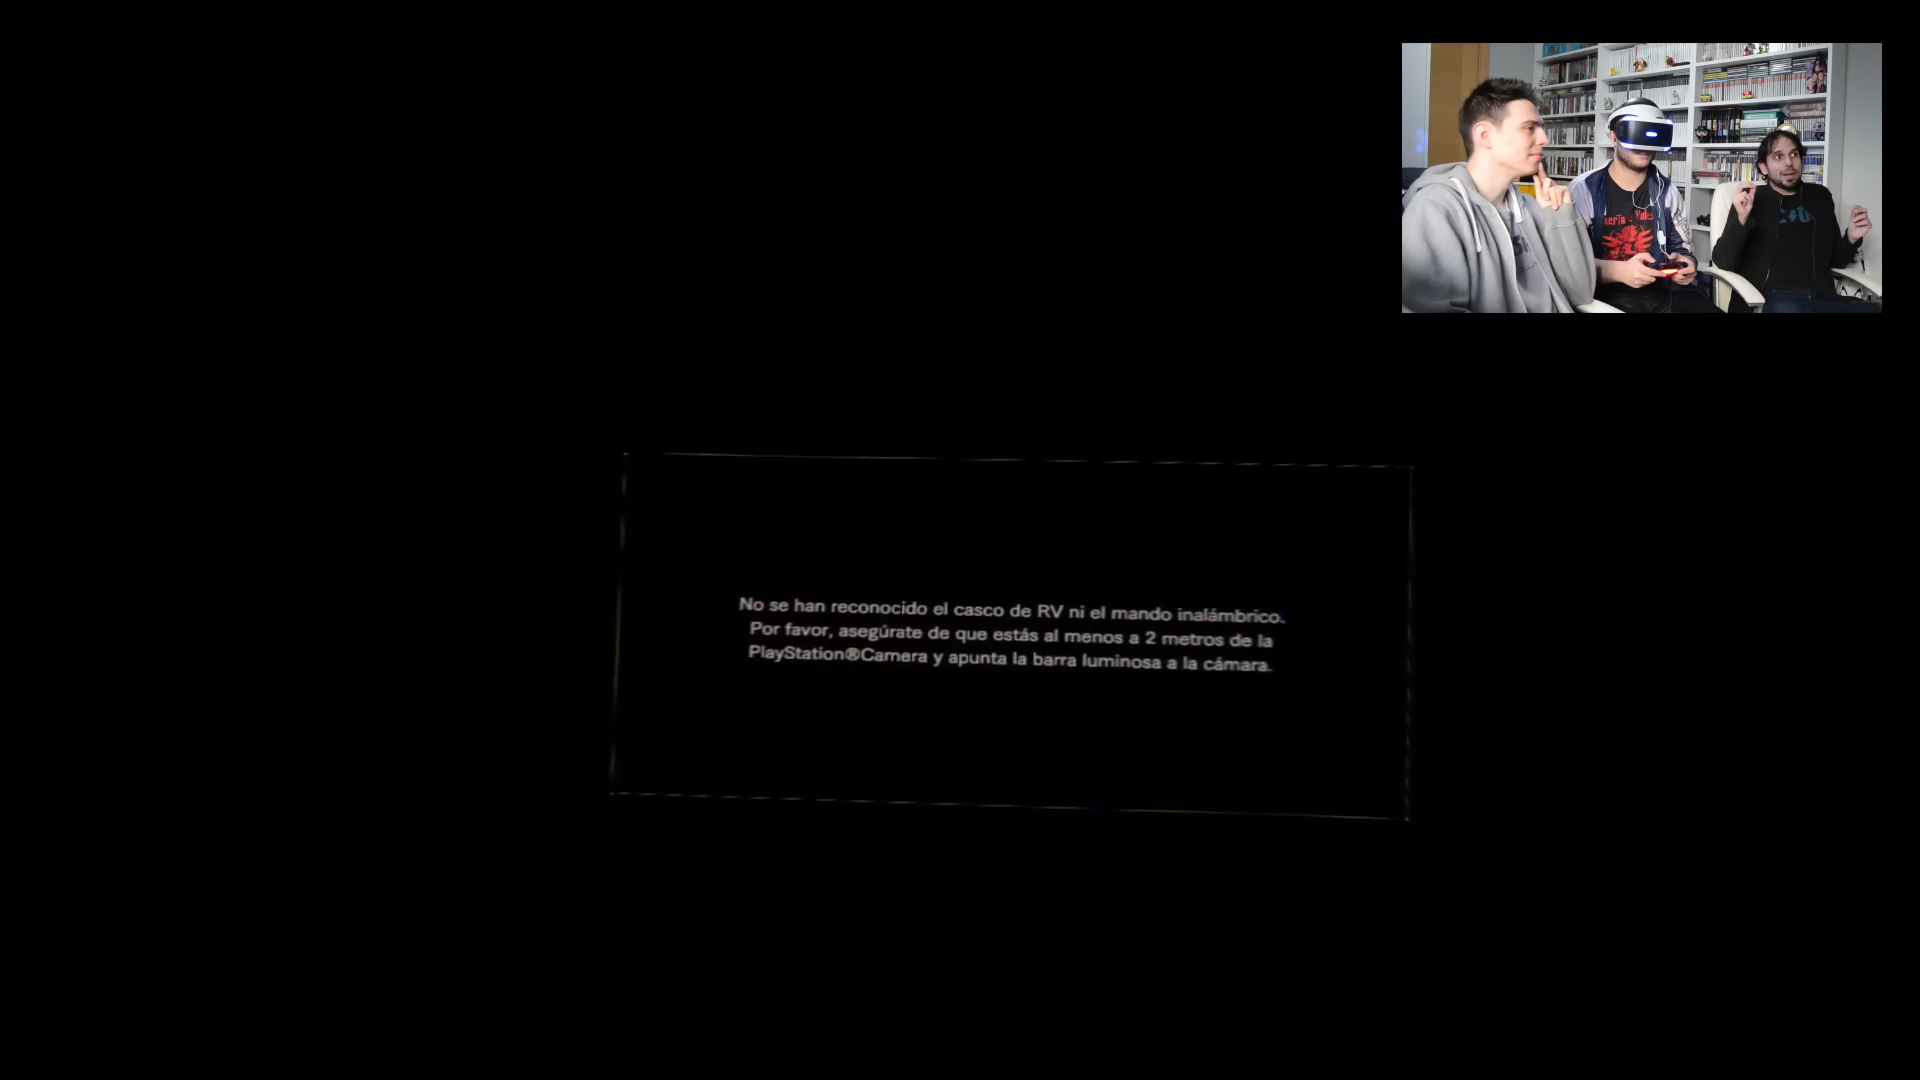 No se han reconocido el casco de RV ni el mando inalámbrico.
Por favor, asegúrate de que estás al menos a 2 metros de la
PlayStation®Camera y apunta la barra luminosa a la cámara.